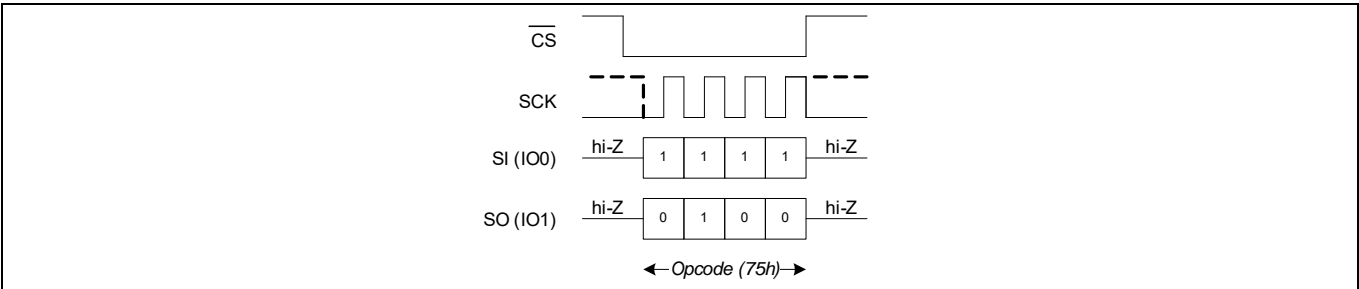 CS
SCK
SI (IO0) hi-Z 1 1 1 1 hi-Z
SO (IO1) hi-Z 0 1 0 0 hi-Z
Opcode (75h)